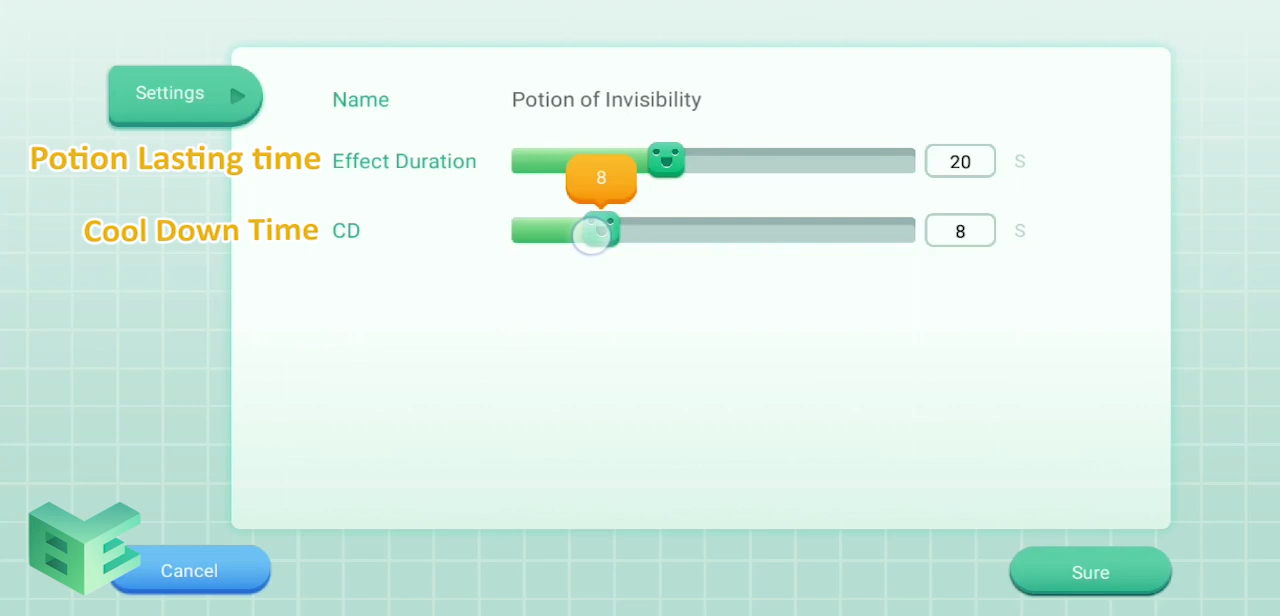 Settings
Name Potion of Invisibility
Potion Lasting time Effect Duration 20 S
8
Cool Down Time CD 8 S
BE
Cancel
Sure